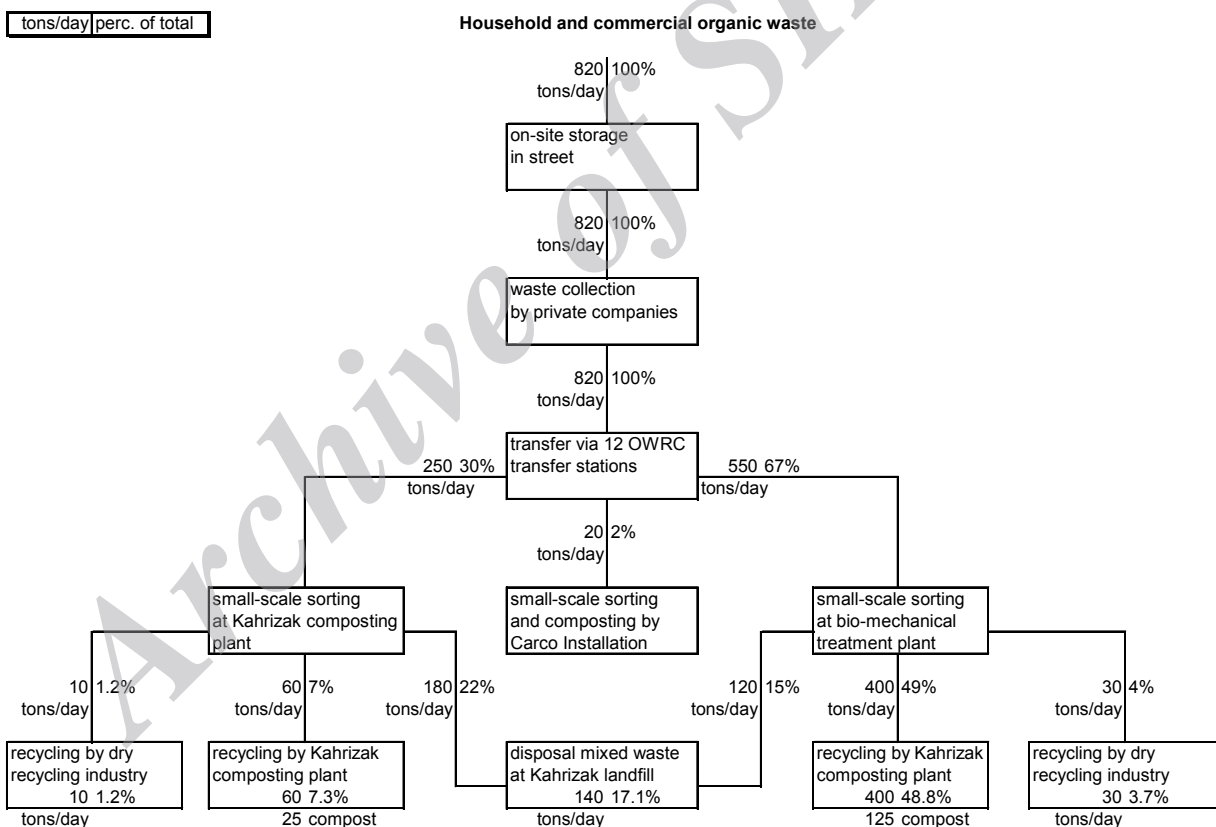 tons/day perc. of total
Household and commercial organic waste
820 100%
tons/day
on-site storage
in street
820 100%
tons/day
waste collection
by private companies
820 100%
tons/day
transfer via 12 OWRC
transfer stations
250 30%
tons/day
550 67%
tons/day
20 2%
tons/day
small-scale sorting
at Kahrizak composting
plant
small-scale sorting
and composting by
Carco Installation
small-scale sorting
at bio-mechanical
treatment plant
10 1.2%
tons/day
60 7%
tons/day
180 22%
tons/day
120 15%
tons/day
400 49%
tons/day
30 4%
tons/day
recycling by dry
recycling industry
10 1.2%
tons/day
recycling by Kahrizak
composting plant
60 7.3%
25 compost
disposal mixed waste
at Kahrizak landfill
140 17.1%
tons/day
recycling by Kahrizak
composting plant
400 48.8%
125 compost
recycling by dry
recycling industry
30 3.7%
tons/day
Archive of